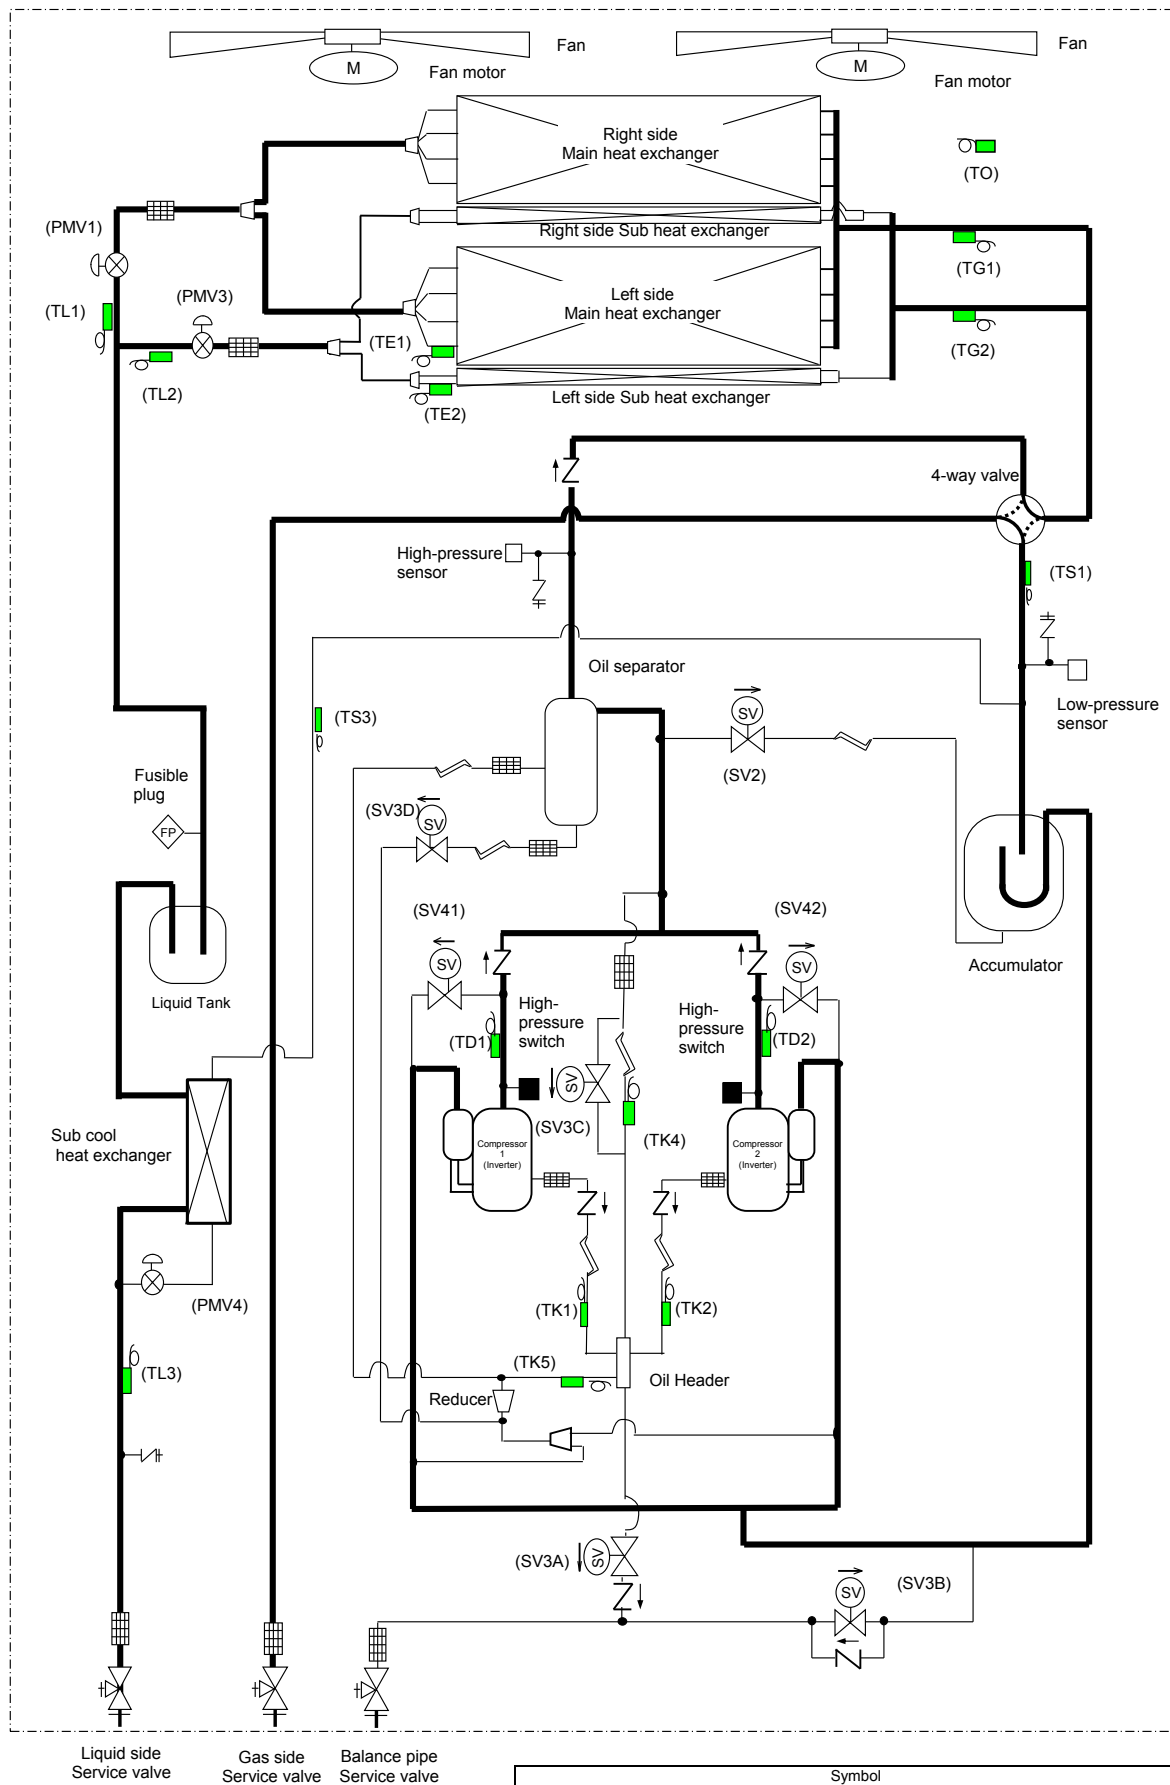 Fan
M
Fan motor
Fan
M
Fan motor
Right side
Main heat exchanger
(TO)
(PMV1)
Right side Sub heat exchanger
(TG1)
(TL1)
(PMV3)
Left side
Main heat exchanger
(TE1)
(TG2)
(TL2)
(TE2)
Left side Sub heat exchanger
4-way valve
High-pressure
sensor
(TS1)
Oil separator
(TS3)
SV
(SV2)
Low-pressure
sensor
Fusible
plug
FP
(SV3D)
SV
(SV41)
(SV42)
SV
SV
Accumulator
Liquid Tank
High-
pressure
switch
High-
pressure
switch
(TD1)
(TD2)
SV
(SV3C)
(TK4)
Sub cool
heat exchanger
Compressor
1
(Inverter)
Compressor
2
(Inverter)
(PMV4)
(TK1)
(TK2)
(TL3)
(TK5)
Oil Header
Reducer
(SV3A)
SV
(SV3B)
SV
Liquid side
Service valve
Gas side
Service valve
Balance pipe
Service valve
Symbol